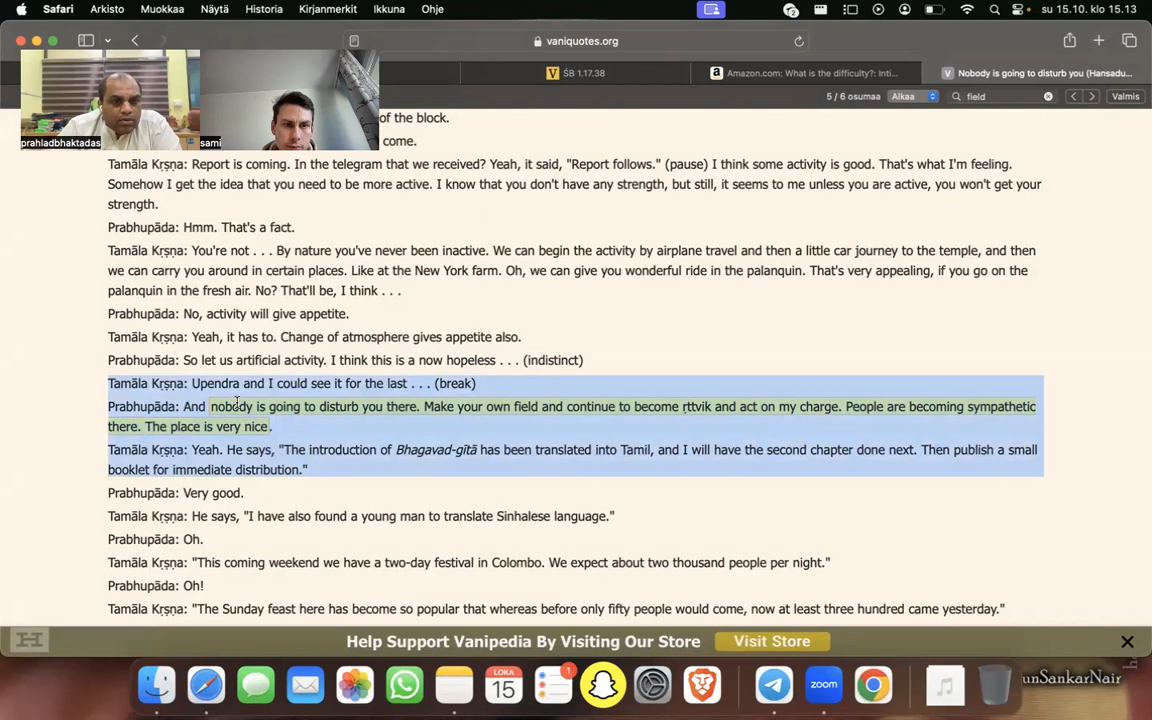 Safari Arkisto Näytä Historia Kirjanmerkit Ikkuna Ohje su 15.10. klo 15.13
vaniquotes.org
ŚB 1.17.38 Amazon.com: What is the difficulty?: Inti... Nobody is going to disturb you (Hansadu...
5 / 6 osumaa Alkaa field Valmis
prahladbhaktadas sami
of the block.
come.
Tamāla Kṛṣṇa: Report is coming. In the telegram that we received? Yeah, it said, "Report follows." (pause) I think some activity is good. That's what I'm feeling.
Somehow I get the idea that you need to be more active. I know that you don't have any strength, but still, it seems to me unless you are active, you won't get your
strength.
Prabhupāda: Hmm. That's a fact.
Tamāla Kṛṣṇa: You're not . . . By nature you've never been inactive. We can begin the activity by airplane travel and then a little car journey to the temple, and then
we can carry you around in certain places. Like at the New York farm. Oh, we can give you wonderful ride in the palanquin. That's very appealing, if you go on the
palanquin in the fresh air. No? That'll be, I think . . .
Prabhupāda: No, activity will give appetite.
Tamāla Kṛṣṇa: Yeah, it has to. Change of atmosphere gives appetite also.
Prabhupāda: So let us artificial activity. I think this is a now hopeless . . . (indistinct)
Tamāla Kṛṣṇa: Upendra and I could see it for the last . . . (break)
Prabhupāda: And nobody is going to disturb you there. Make your own field and continue to become ṛttvik and act on my charge. People are becoming sympathetic
there. The place is very nice.
Tamāla Kṛṣṇa: Yeah. He says, "The introduction of Bhagavad-gītā has been translated into Tamil, and I will have the second chapter done next. Then publish a small
booklet for immediate distribution."
Prabhupāda: Very good.
Tamāla Kṛṣṇa: He says, "I have also found a young man to translate Sinhalese language."
Prabhupāda: Oh.
Tamāla Kṛṣṇa: "This coming weekend we have a two-day festival in Colombo. We expect about two thousand people per night."
Prabhupāda: Oh!
Tamāla Kṛṣṇa: "The Sunday feast here has become so popular that whereas before only fifty people would come, now at least three hundred came yesterday."
Help Support Vanipedia By Visiting Our Store Visit Store
LOKA
15
1
zoom
unSankarNair